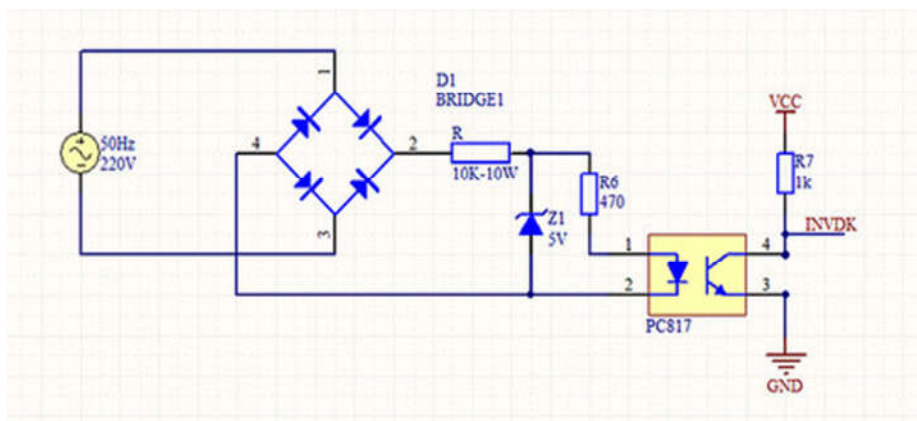 D1
BRIDGE1
1
VCC
50Hz
220V
4
2
R
10K-10W
R7
1k
R6
470
Z1
5V
INVDK
3
1
4
2
3
PC817
GND